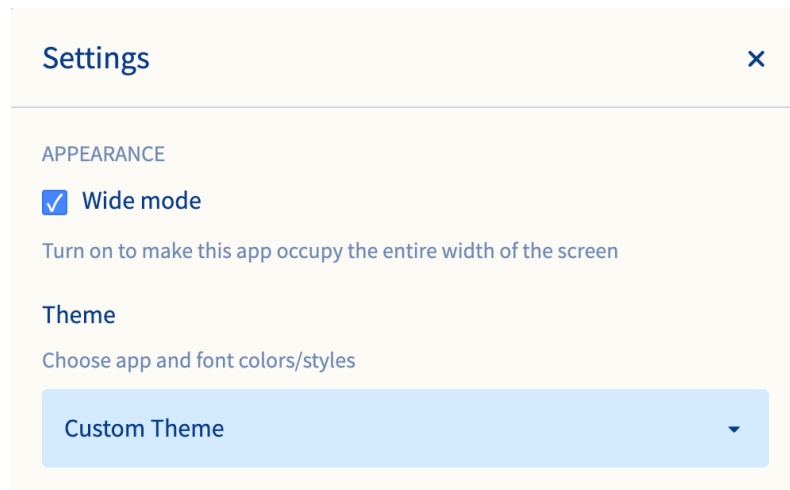 Settings
APPEARANCE
Wide mode
Turn on to make this app occupy the entire width of the screen
Theme
Choose app and font colors/styles
Custom Theme